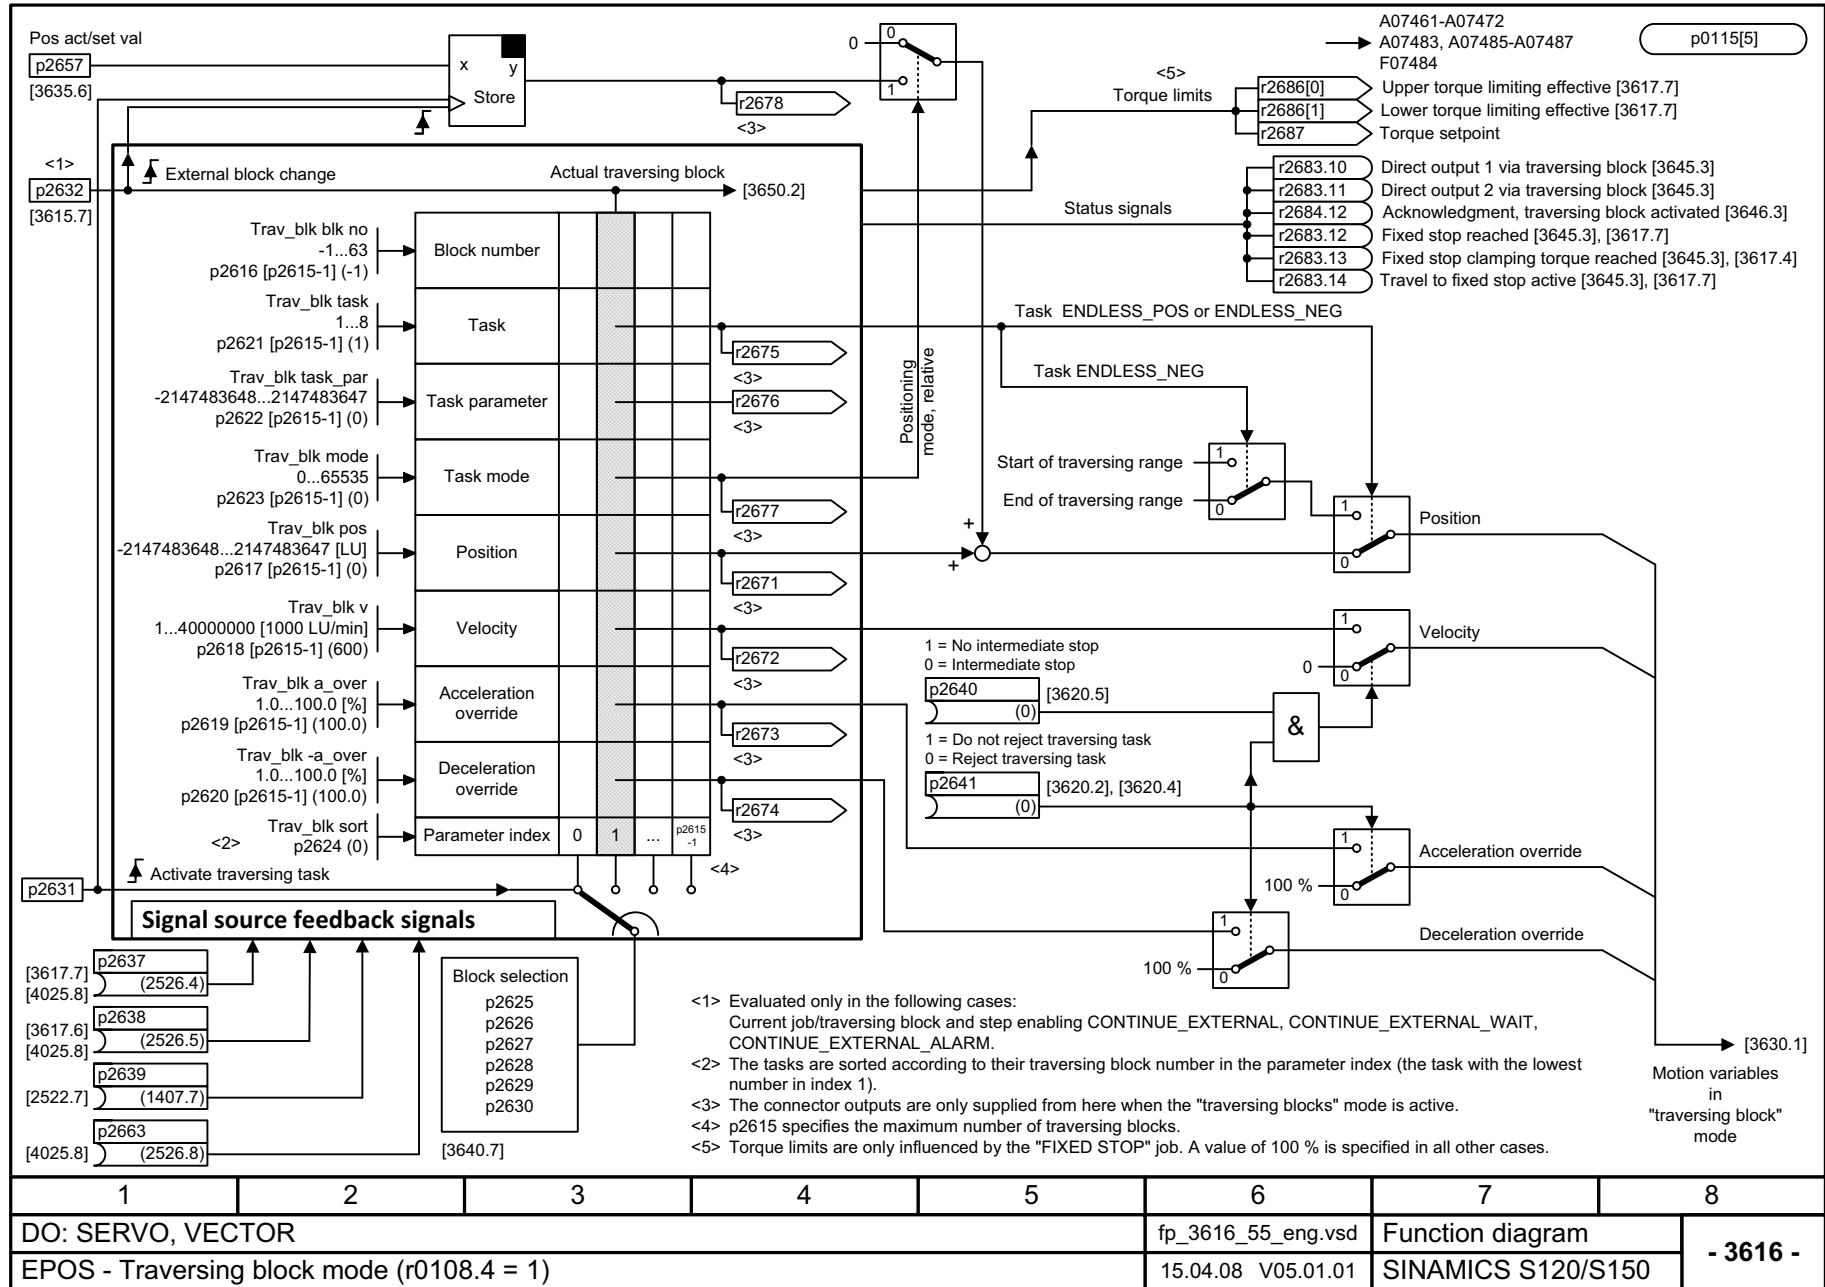 Pos act/set val
p2657
[3635.6]
x
y
Store
r2678
<3>
0
0
1
A07461-A07472
A07483, A07485-A07487
F07484
p0115[5]
<5>
Torque limits
r2686[0]
Upper torque limiting effective [3617.7]
r2686[1]
Lower torque limiting effective [3617.7]
r2687
Torque setpoint
<1>
p2632
[3615.7]
External block change
Actual traversing block
[3650.2]
Status signals
r2683.10
Direct output 1 via traversing block [3645.3]
r2683.11
Direct output 2 via traversing block [3645.3]
r2684.12
Acknowledgment, traversing block activated [3646.3]
r2683.12
Fixed stop reached [3645.3], [3617.7]
r2683.13
Fixed stop clamping torque reached [3645.3], [3617.4]
r2683.14
Travel to fixed stop active [3645.3], [3617.7]
Trav_blk blk no
-1...63
p2616 [p2615-1] (-1)
Block number
Trav_blk task
1...8
p2621 [p2615-1] (1)
Task
r2675
<3>
Trav_blk task_par
-2147483648...2147483647
p2622 [p2615-1] (0)
Task parameter
r2676
<3>
Trav_blk mode
0...65535
p2623 [p2615-1] (0)
Task mode
r2677
<3>
Trav_blk pos
-2147483648...2147483647 [LU]
p2617 [p2615-1] (0)
Position
r2671
<3>
Trav_blk v
1...40000000 [1000 LU/min]
p2618 [p2615-1] (600)
Velocity
r2672
<3>
Trav_blk a_over
1.0...100.0 [%]
p2619 [p2615-1] (100.0)
Acceleration
override
r2673
<3>
Trav_blk -a_over
1.0...100.0 [%]
p2620 [p2615-1] (100.0)
Deceleration
override
r2674
<3>
<2>
Trav_blk sort
p2624 (0)
Parameter index
0
1
...
p2615
-1
<4>
p2631
Activate traversing task
Signal source feedback signals
Positioning
mode, relative
Task ENDLESS_POS or ENDLESS_NEG
Task ENDLESS_NEG
Start of traversing range
End of traversing range
1
0
1
0
Position
+
+
1 = No intermediate stop
0 = Intermediate stop
p2640
(0)
[3620.5]
1 = Do not reject traversing task
0 = Reject traversing task
p2641
(0)
[3620.2], [3620.4]
&
1
0
0
Velocity
1
100 %
0
Acceleration override
1
100 %
0
Deceleration override
[3617.7]
[4025.8]
p2637
(2526.4)
[3617.6]
[4025.8]
p2638
(2526.5)
[2522.7]
p2639
(1407.7)
[4025.8]
p2663
(2526.8)
Block selection
p2625
p2626
p2627
p2628
p2629
p2630
[3640.7]
<1> Evaluated only in the following cases:
Current job/traversing block and step enabling CONTINUE_EXTERNAL, CONTINUE_EXTERNAL_WAIT,
CONTINUE_EXTERNAL_ALARM.
<2> The tasks are sorted according to their traversing block number in the parameter index (the task with the lowest
number in index 1).
<3> The connector outputs are only supplied from here when the "traversing blocks" mode is active.
<4> p2615 specifies the maximum number of traversing blocks.
<5> Torque limits are only influenced by the "FIXED STOP" job. A value of 100 % is specified in all other cases.
[3630.1]
Motion variables
in
"traversing block"
mode
1 2 3 4 5 6 7 8
DO: SERVO, VECTOR
fp_3616_55_eng.vsd
Function diagram
- 3616 -
EPOS - Traversing block mode (r0108.4 = 1)
15.04.08 V05.01.01
SINAMICS S120/S150